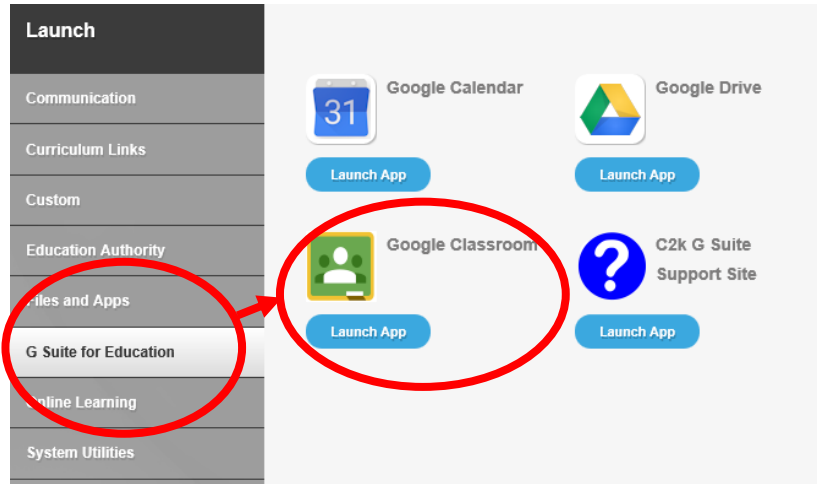 Launch
Communication
Curriculum Links
Custom
Education Authority
Files and Apps
G Suite for Education
Online Learning
System Utilities
31
Google Calendar
Launch App
Google Drive
Launch App
Google Classroom
Launch App
C2k G Suite
Support Site
?
Launch App